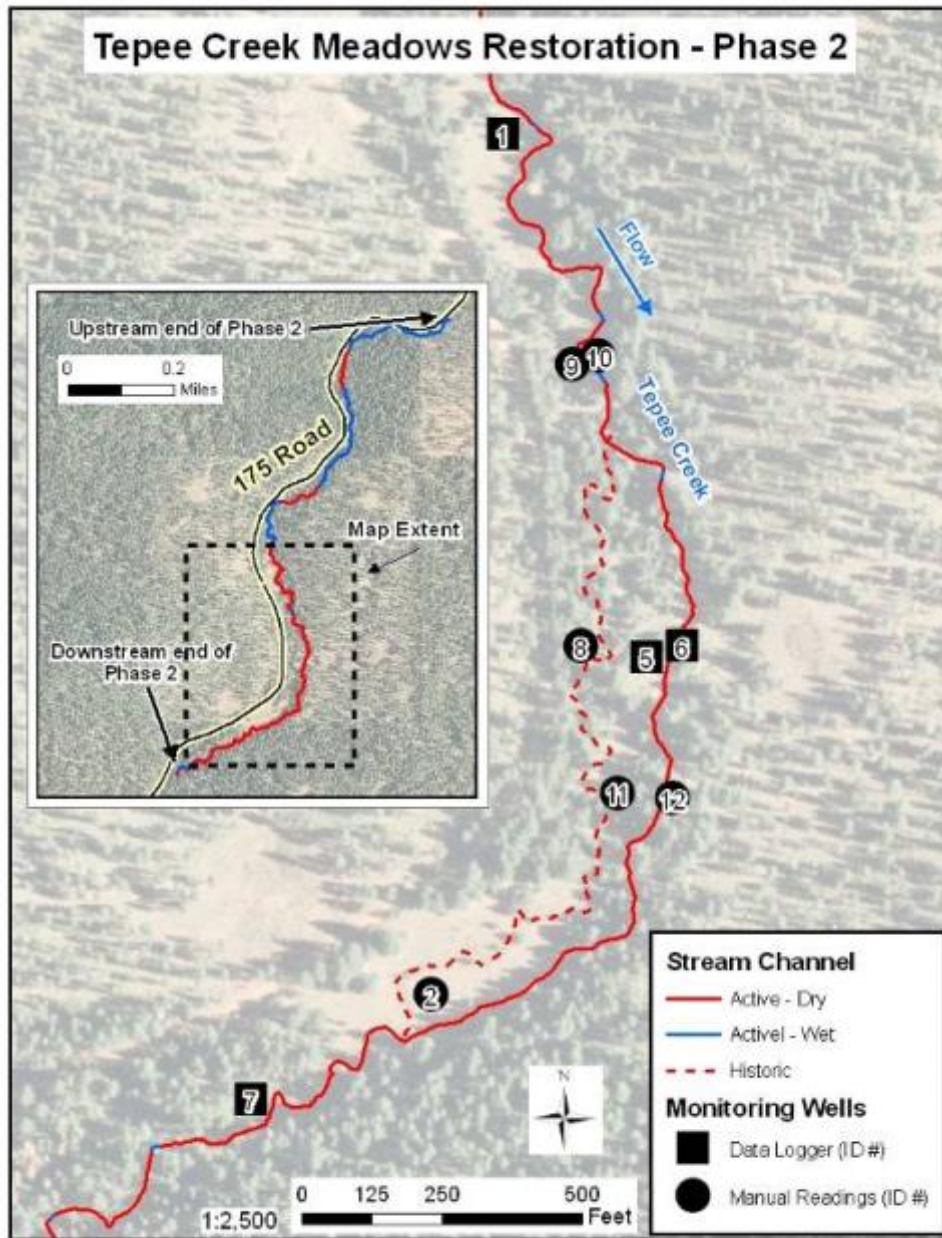 Tepee Creek Meadows Restoration - Phase 2
1
Flow
Upstream end of Phase 2
0 0.2
Miles
175 Road
9 10
Tepee Creek
Map Extent
Downstream end of
Phase 2
8
5 6
11
12
2
7
Stream Channel
Active - Dry
Activel - Wet
Historic
Monitoring Wells
Data Logger (ID #)
Manual Readings (ID #)
N
0 125 250 500
1:2,500
Feet